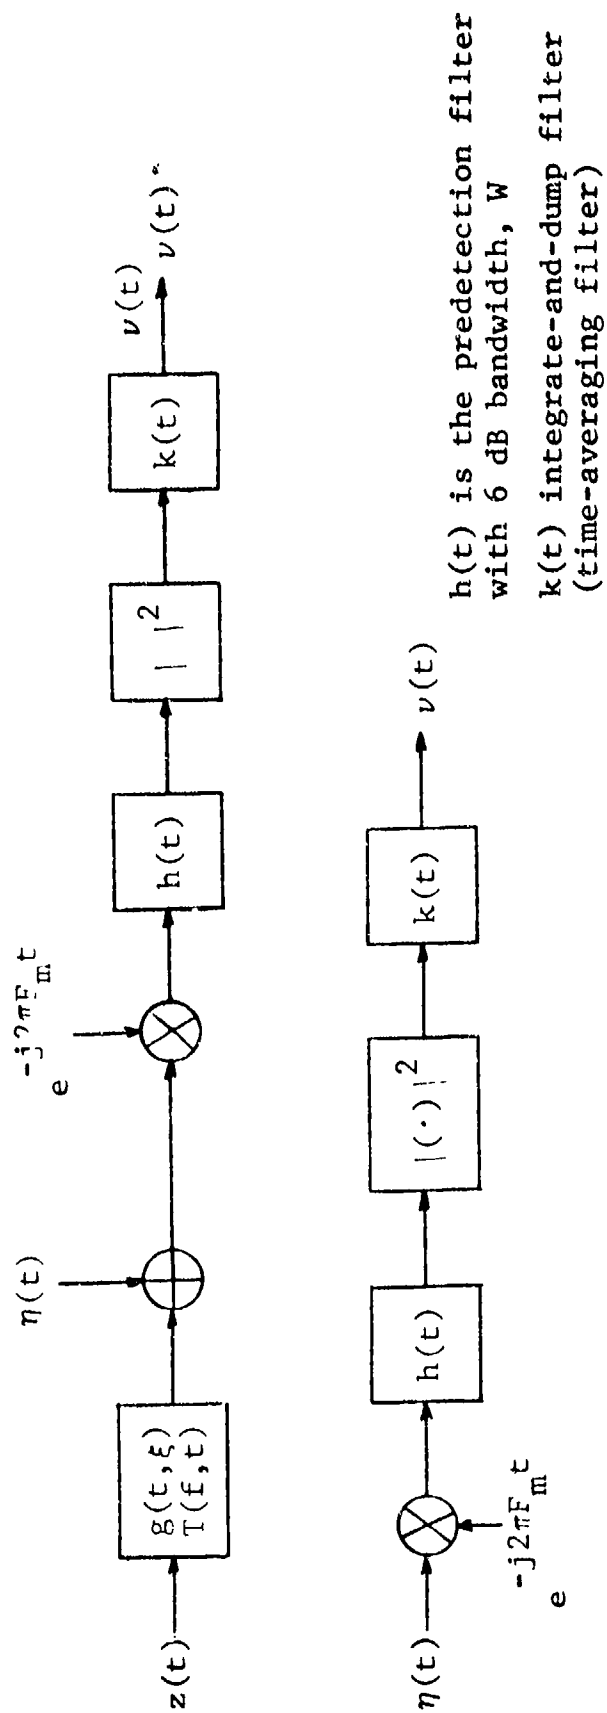 z(t)
g(t,ξ)
T(f,t)
η(t)
e^-j2πF_m t
h(t)
| |^2
k(t)
ν(t)
ν(t)
η(t)
e^-j2πF_m t
h(t)
|(·)|^2
k(t)
ν(t)
h(t) is the predetection filter
with 6 dB bandwidth, W
k(t) integrate-and-dump filter
(time-averaging filter)